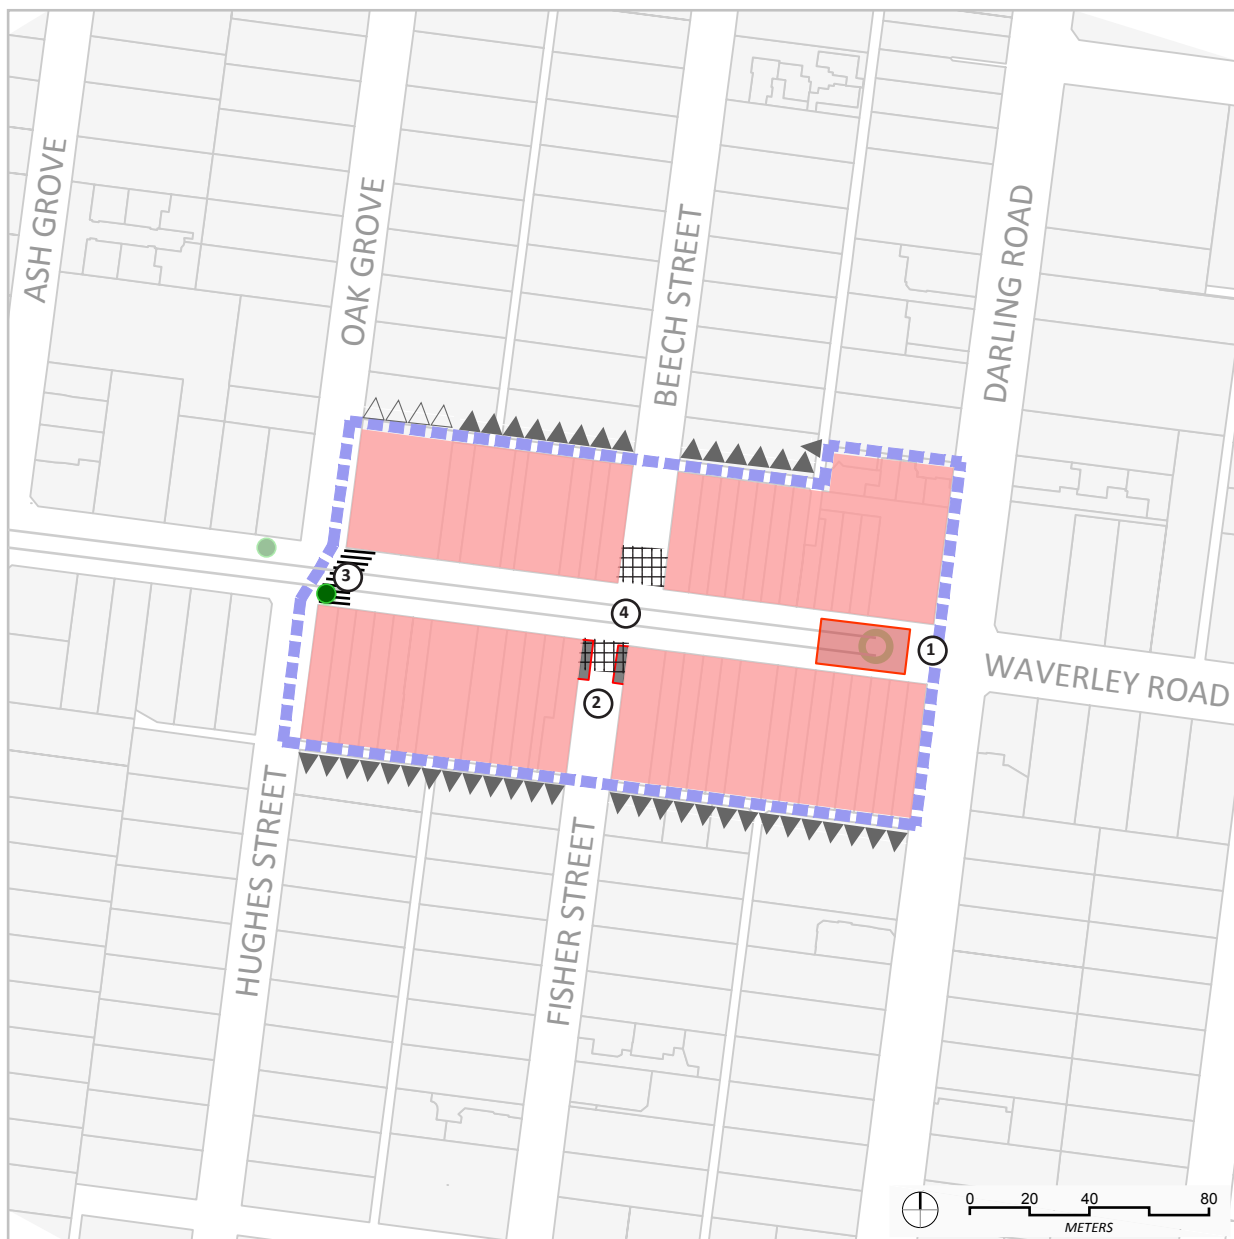 ASH GROVE
OAK GROVE
BEECH STREET
DARLING ROAD
3
4
1
WAVERLEY ROAD
2
HUGHES STREET
FISHER STREET
0 20 40 80
METERS